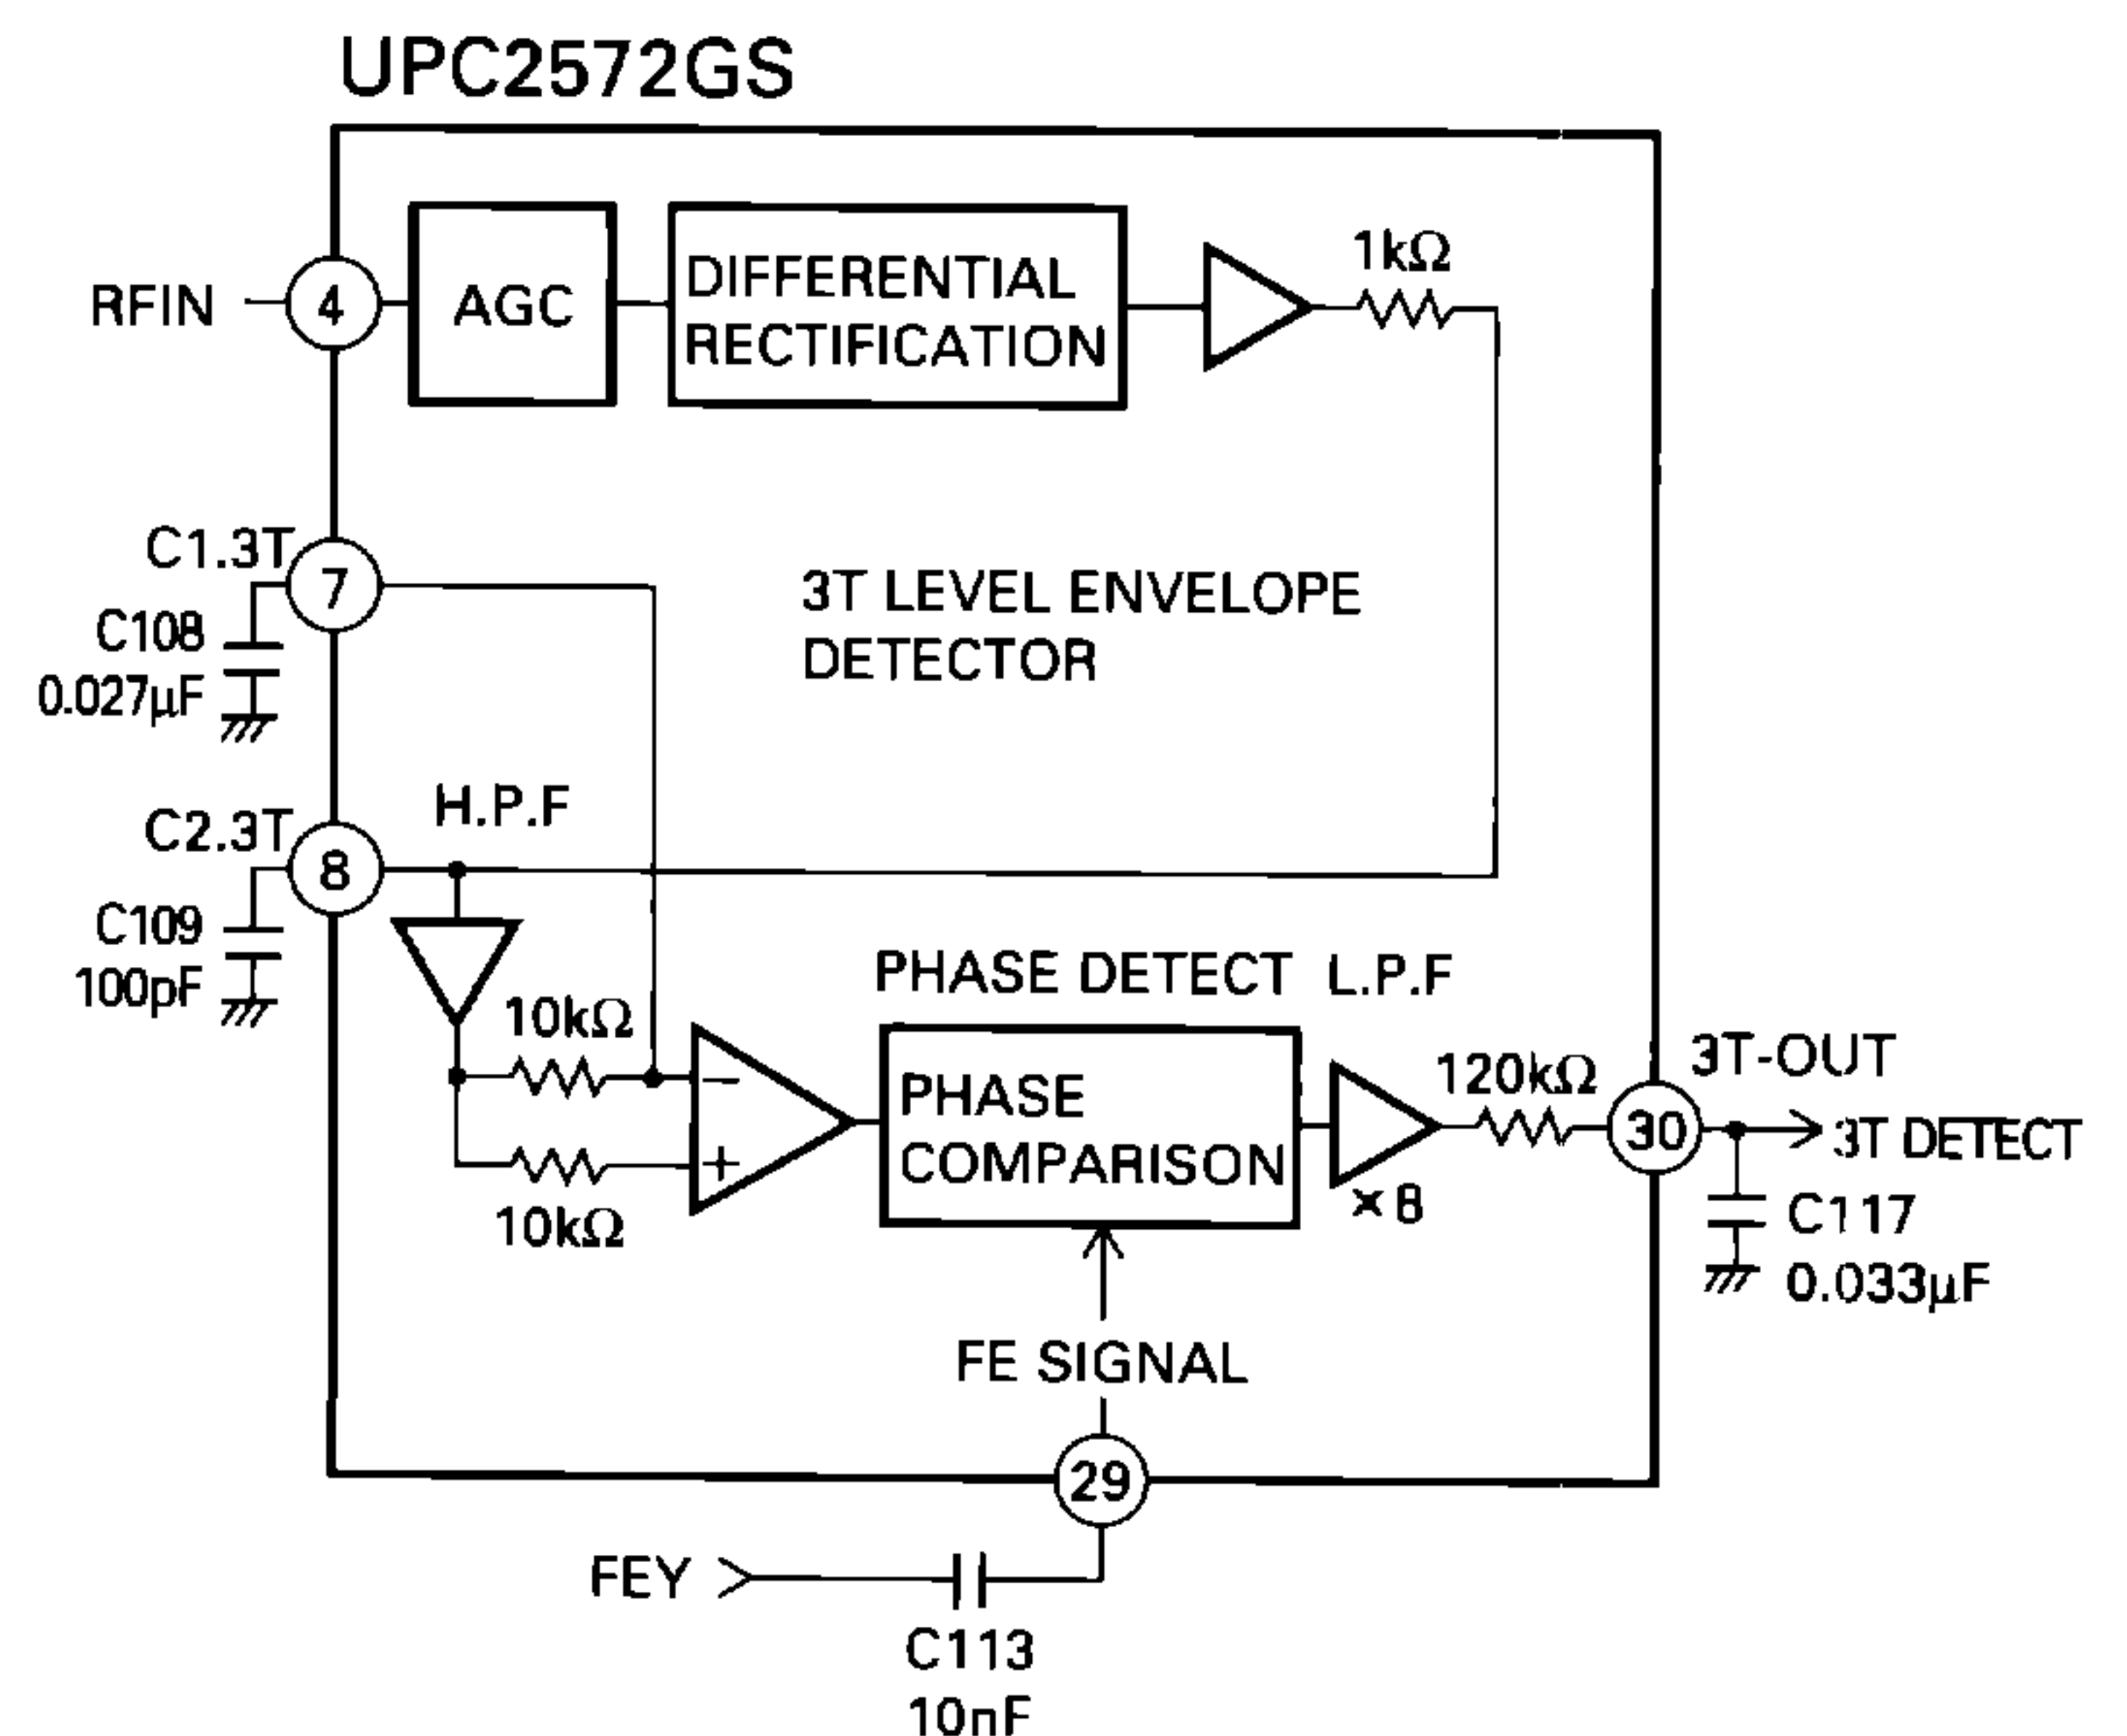 UPC2572GS
RFIN
4
AGC
DIFFERENTIAL
RECTIFICATION
1kΩ
C1.3T
7
C108
0.027µF
3T LEVEL ENVELOPE
DETECTOR
C2.3T
8
H.P.F
C109
100pF
10kΩ
10kΩ
−
+
PHASE DETECT L.P.F
PHASE
COMPARISON
×8
120kΩ
30
3T-OUT
3T DETECT
C117
0.033µF
FE SIGNAL
29
FEY
C113
10nF